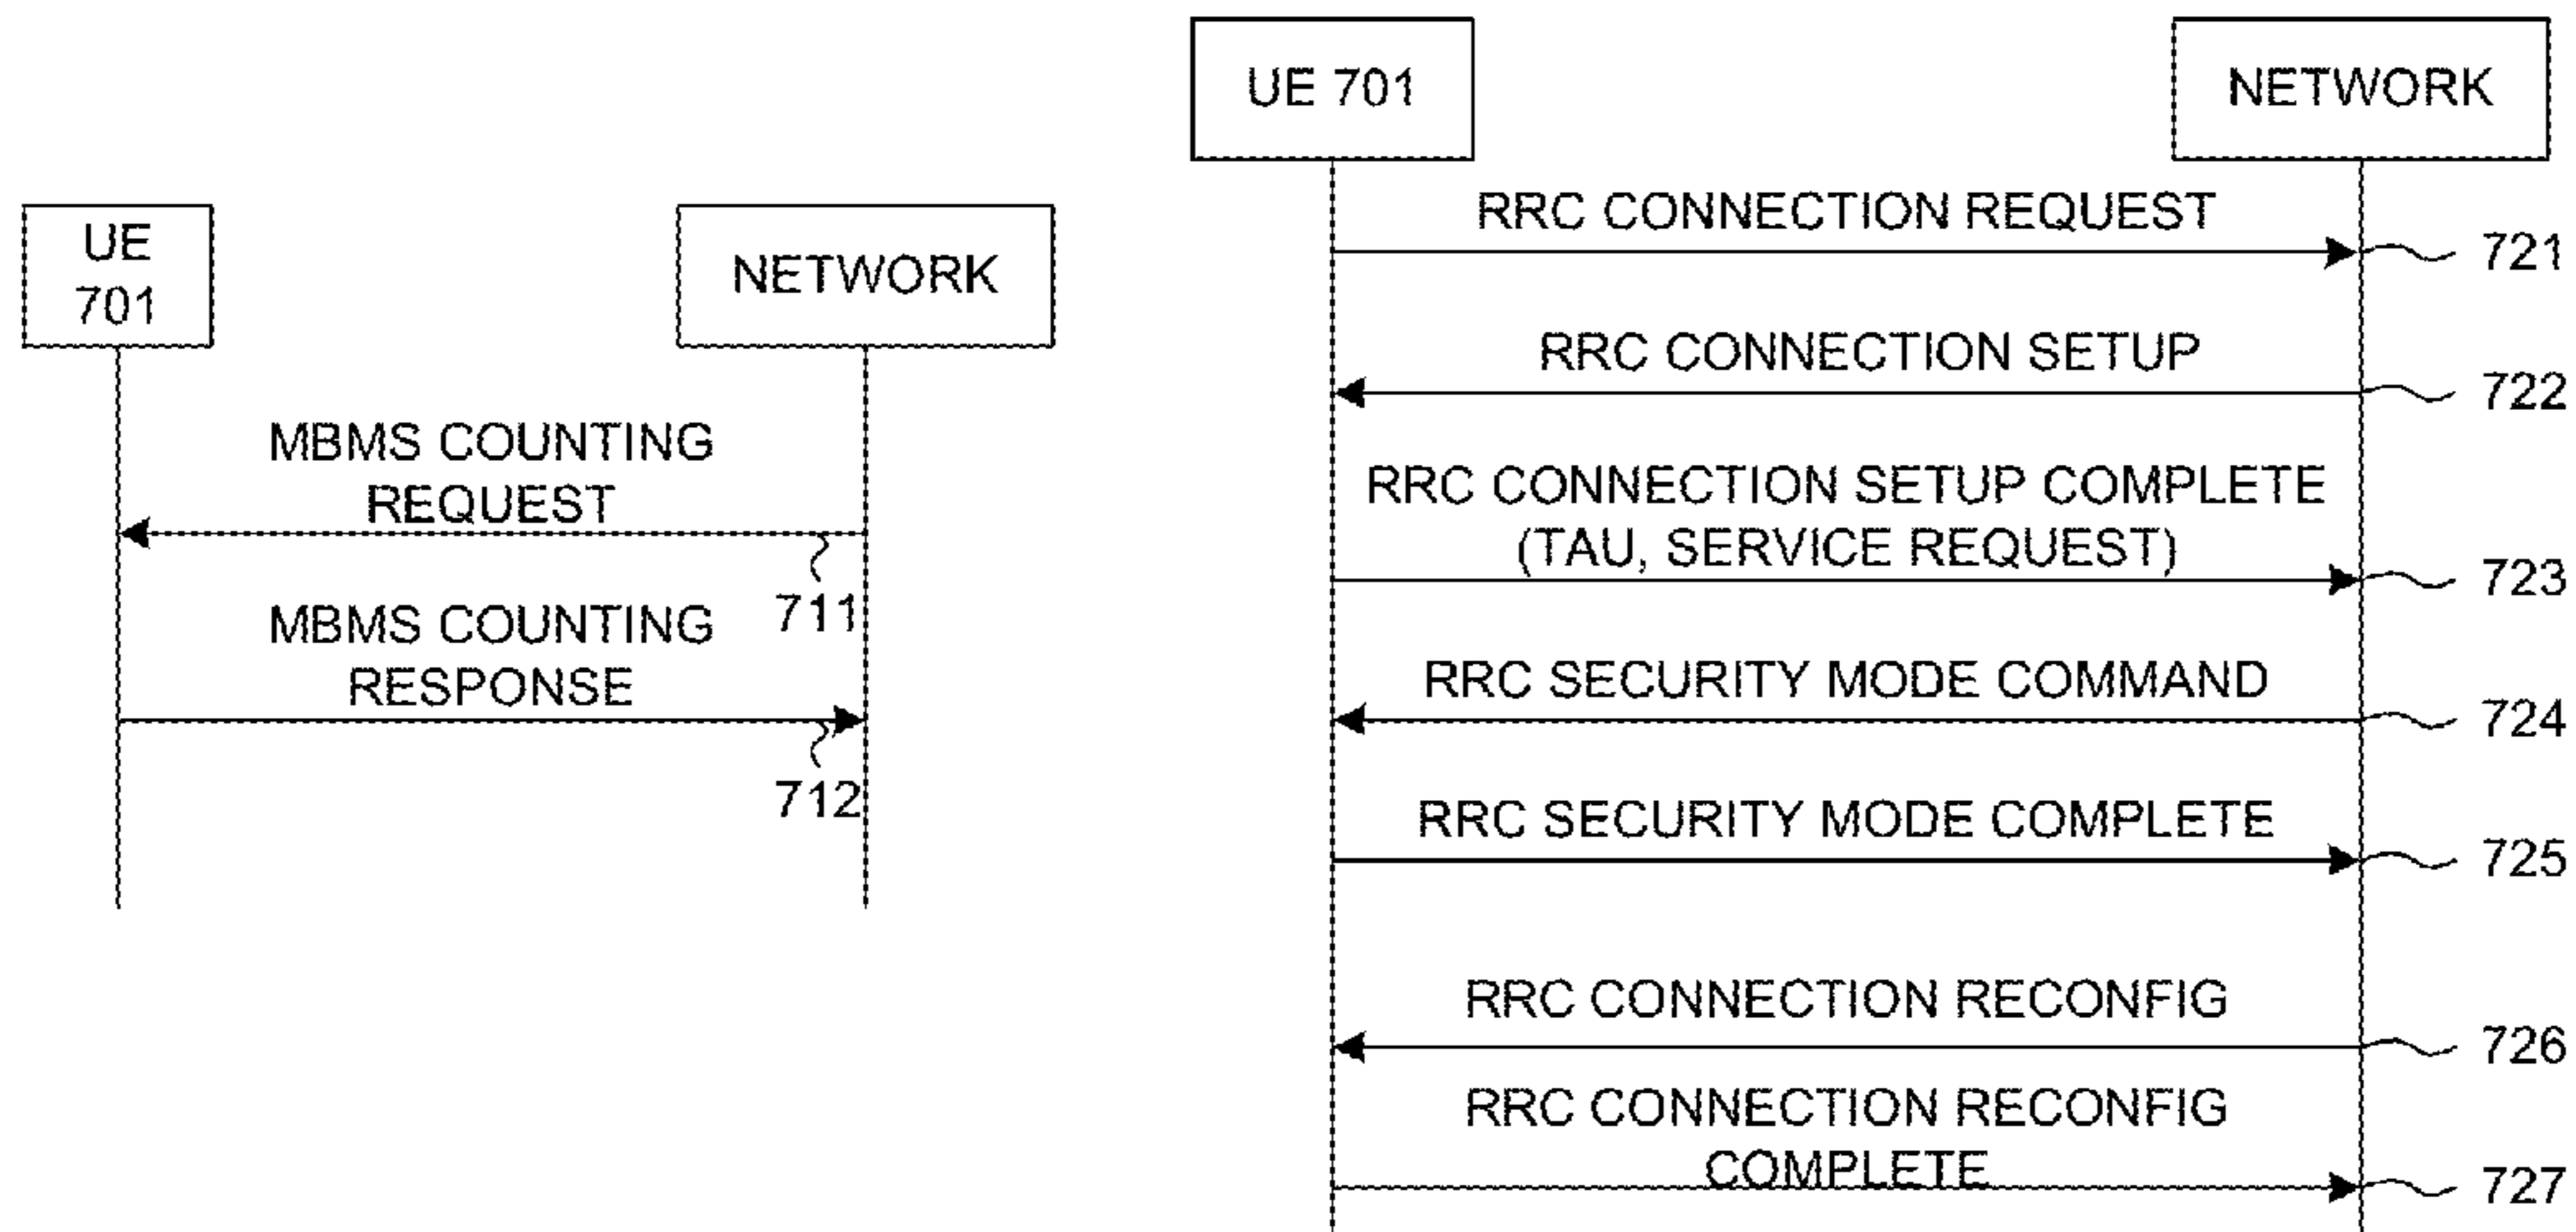 UE
701
NETWORK
MBMS COUNTING
REQUEST
711
MBMS COUNTING
RESPONSE
712
UE 701
NETWORK
RRC CONNECTION REQUEST
721
RRC CONNECTION SETUP
722
RRC CONNECTION SETUP COMPLETE
(TAU, SERVICE REQUEST)
723
RRC SECURITY MODE COMMAND
724
RRC SECURITY MODE COMPLETE
725
RRC CONNECTION RECONFIG
726
RRC CONNECTION RECONFIG
COMPLETE
727